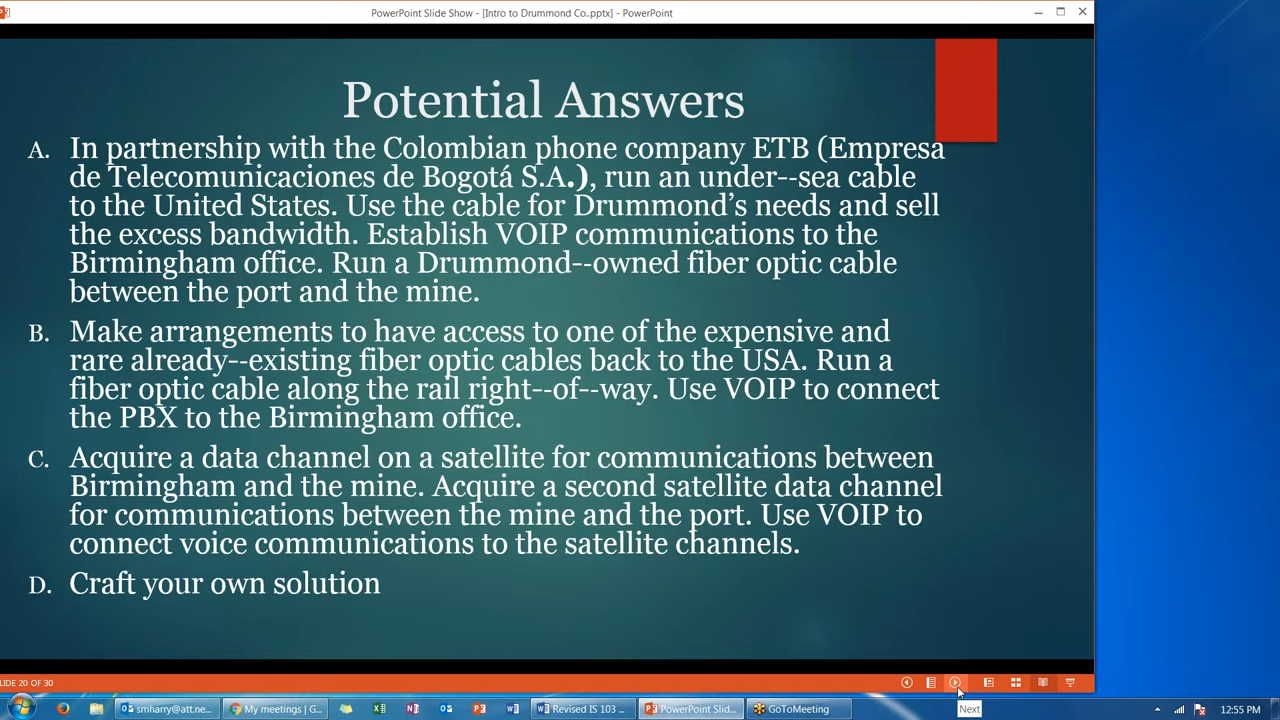 PowerPoint Slide Show - [Intro to Drummond Co..pptx] - PowerPoint
Potential Answers
A. In partnership with the Colombian phone company ETB (Empresa
de Telecomunicaciones de Bogotá S.A.), run an under--sea cable
to the United States. Use the cable for Drummond's needs and sell
the excess bandwidth. Establish VOIP communications to the
Birmingham office. Run a Drummond--owned fiber optic cable
between the port and the mine.
B. Make arrangements to have access to one of the expensive and
rare already--existing fiber optic cables back to the USA. Run a
fiber optic cable along the rail right--of--way. Use VOIP to connect
the PBX to the Birmingham office.
C. Acquire a data channel on a satellite for communications between
Birmingham and the mine. Acquire a second satellite data channel
for communications between the mine and the port. Use VOIP to
connect voice communications to the satellite channels.
D. Craft your own solution
LIDE 20 OF 30
smharry@att.ne...
My meetings | G...
Revised IS 103 ...
PowerPoint Slid...
GoToMeeting
12:55 PM
Next